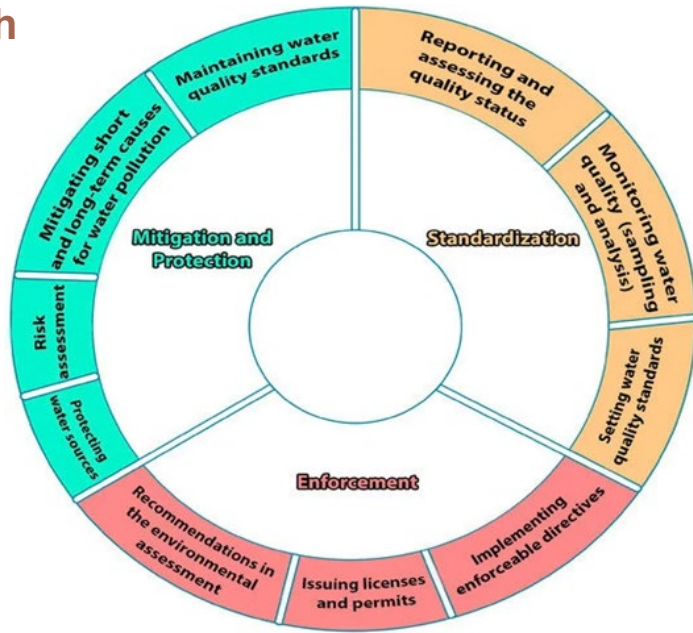 h
Maintaining water
quality standards
Reporting and
assessing the
quality status
Mitigating short
and long-term causes
for water pollution
Monitoring water
quality (sampling
and analysis)
Mitigation and
Protection
Standardization
Risk
assessment
Setting water
quality standards
Protecting
water sources
Enforcement
Recommendations in
the environmental
assessment
Issuing licenses
and permits
Implementing
enforceable directives